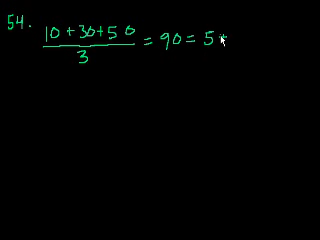 54.
10 + 30 + 50 / 3 = 90 = 5